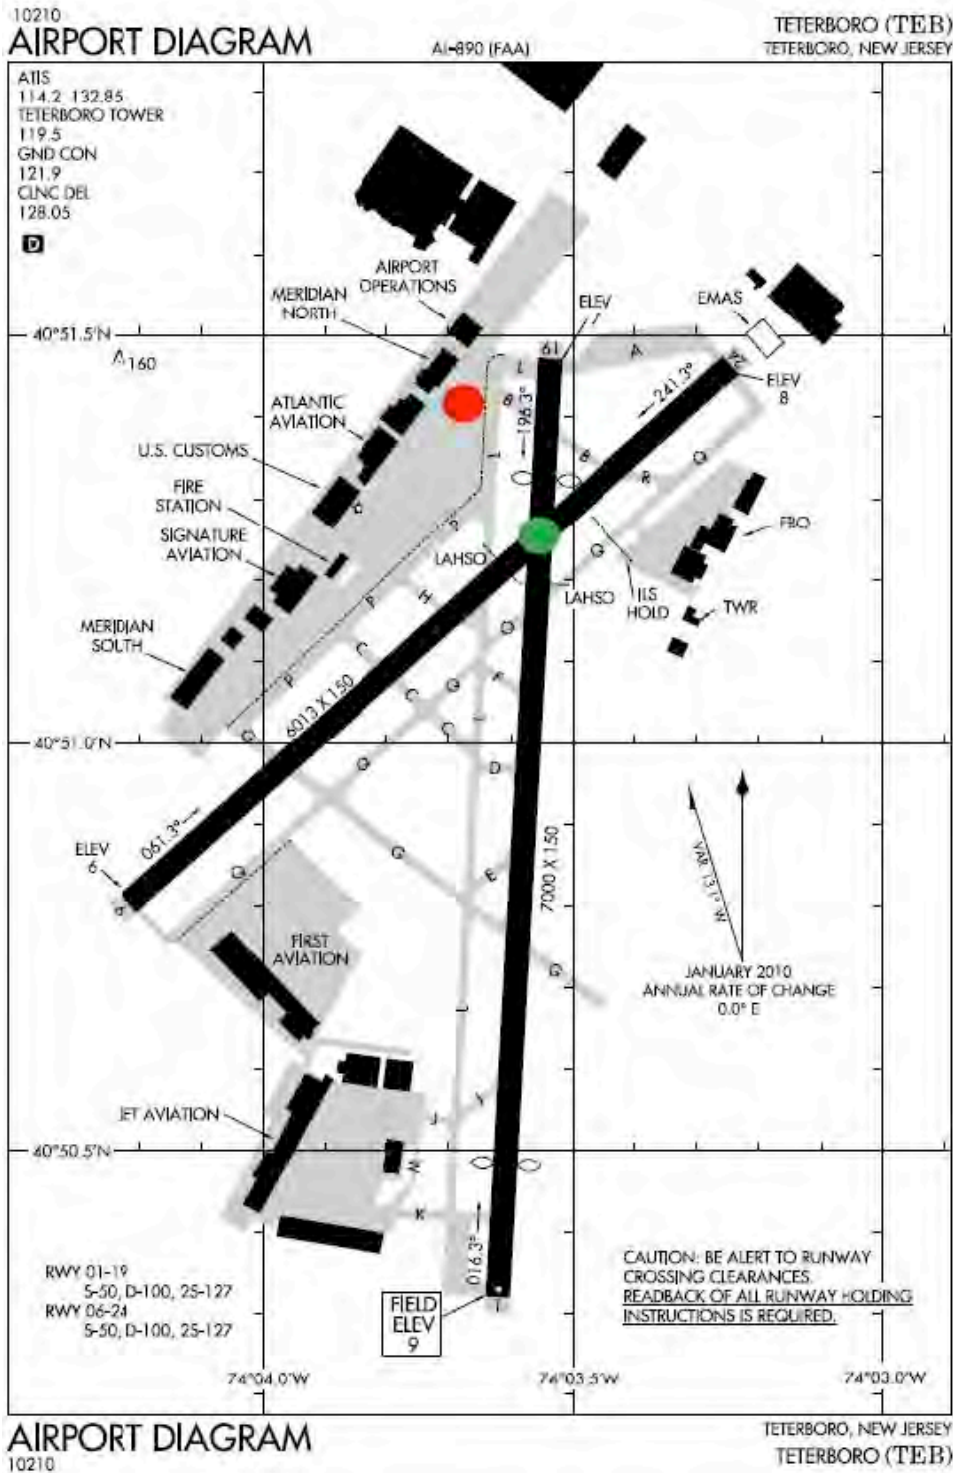 10210
AIRPORT DIAGRAM
AL-890 (FAA)
TETERBORO (TEB)
TETERBORO, NEW JERSEY
ATIS
114.2 132.85
TETERBORO TOWER
119.5
GND CON
121.9
CLNC DEL
128.05
D
AIRPORT
OPERATIONS
MERIDIAN
NORTH
ELEV
EMAS
40°51.5'N
160
19
A
L
24
ELEV
8
241.3°
196.3°
B
ATLANTIC
AVIATION
U.S. CUSTOMS
L
B
Q
R
FIRE
STATION
SIGNATURE
AVIATION
P
FBO
LAHSO
Q
LAHSO
ILS
HOLD
TWR
P
H
MERIDIAN
SOUTH
Q
C
P
F
C
Q
6013 X 150
L
C
G
40°51.0'N
Q
D
061.3°
VAR 13.1° W
ELEV
6
7000 X 150
G
E
Q
6
FIRST
AVIATION
G
JANUARY 2010
ANNUAL RATE OF CHANGE
0.0° E
L
JET AVIATION
J
J
40°50.5'N
W
K
016.3°
RWY 01-19
S-50, D-100, 2S-127
RWY 06-24
S-50, D-100, 2S-127
CAUTION: BE ALERT TO RUNWAY
CROSSING CLEARANCES.
READBACK OF ALL RUNWAY HOLDING
INSTRUCTIONS IS REQUIRED.
FIELD
ELEV
9
1
74°04.0'W
74°03.5'W
74°03.0'W
AIRPORT DIAGRAM
10210
TETERBORO, NEW JERSEY
TETERBORO (TEB)